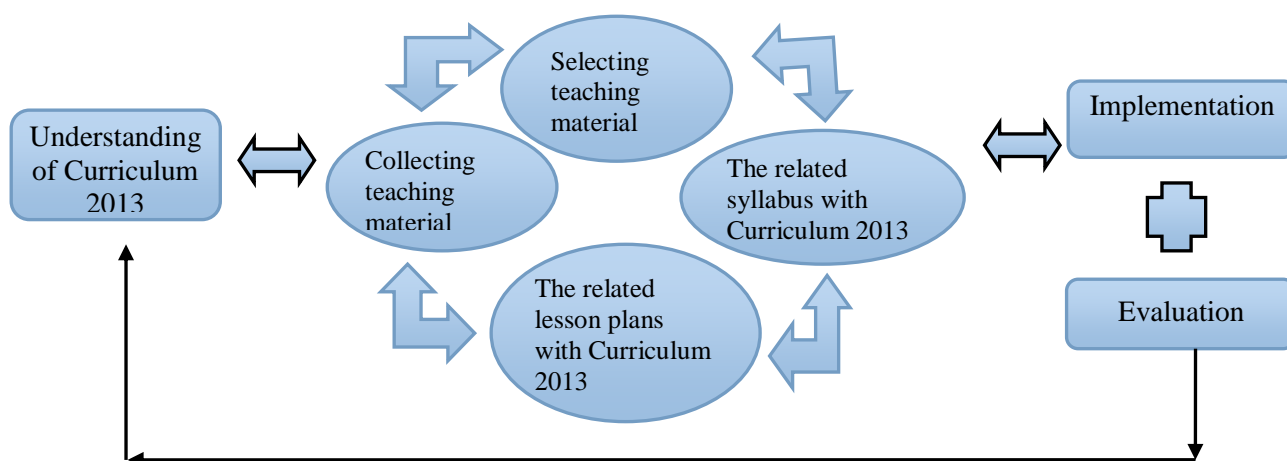 Understanding
of Curriculum
2013
Collecting
teaching
material
Selecting
teaching
material
The related
syllabus with
Curriculum 2013
The related
lesson plans
with Curriculum
2013
Implementation
Evaluation